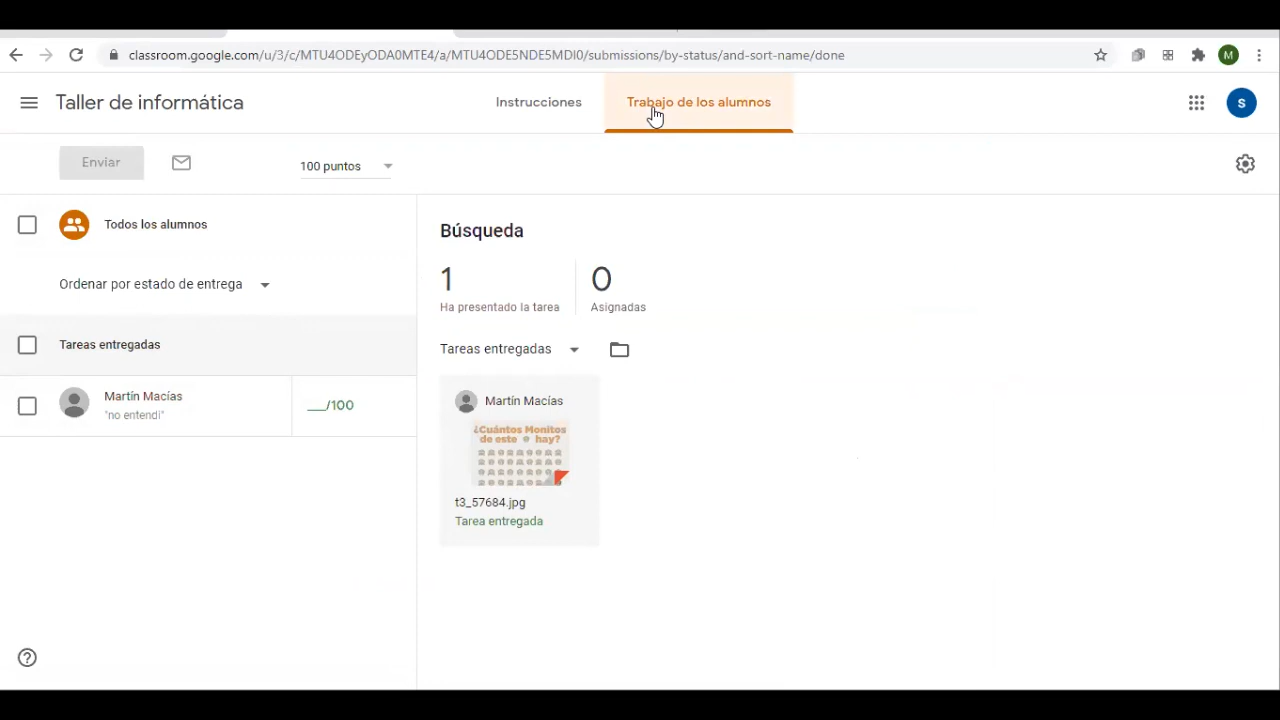 classroom.google.com/u/3/c/MTU4ODEyODA0MTE4/a/MTU4ODE5NDE5MDI0/submissions/by-status/and-sort-name/done
M
Taller de informática
Instrucciones
Trabajo de los alumnos
S
Enviar
100 puntos
Todos los alumnos
Ordenar por estado de entrega
Tareas entregadas
Martín Macías
"no entendi"
___/100
Búsqueda
1
0
Ha presentado la tarea
Asignadas
Tareas entregadas
Martín Macías
¿Cuántos Monitos
de esto hay?
t3_57684.jpg
Tarea entregada